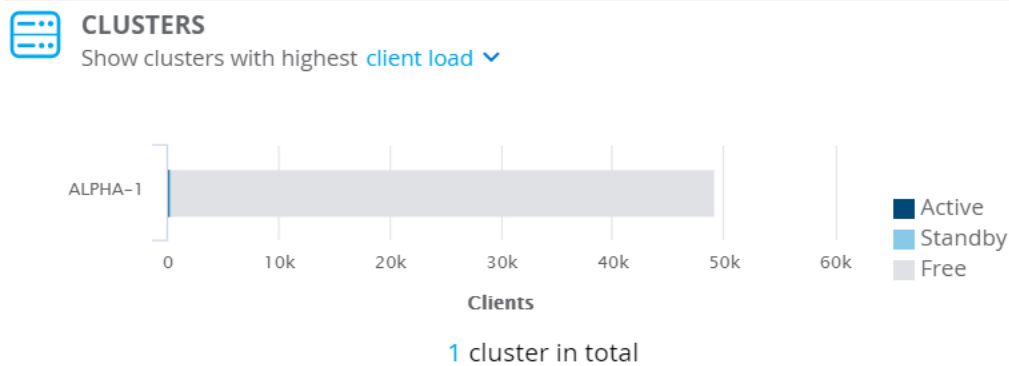 CLUSTERS
Show clusters with highest client load
ALPHA-1
Active
Standby
Free
0 10k 20k 30k 40k 50k 60k
Clients
1 cluster in total